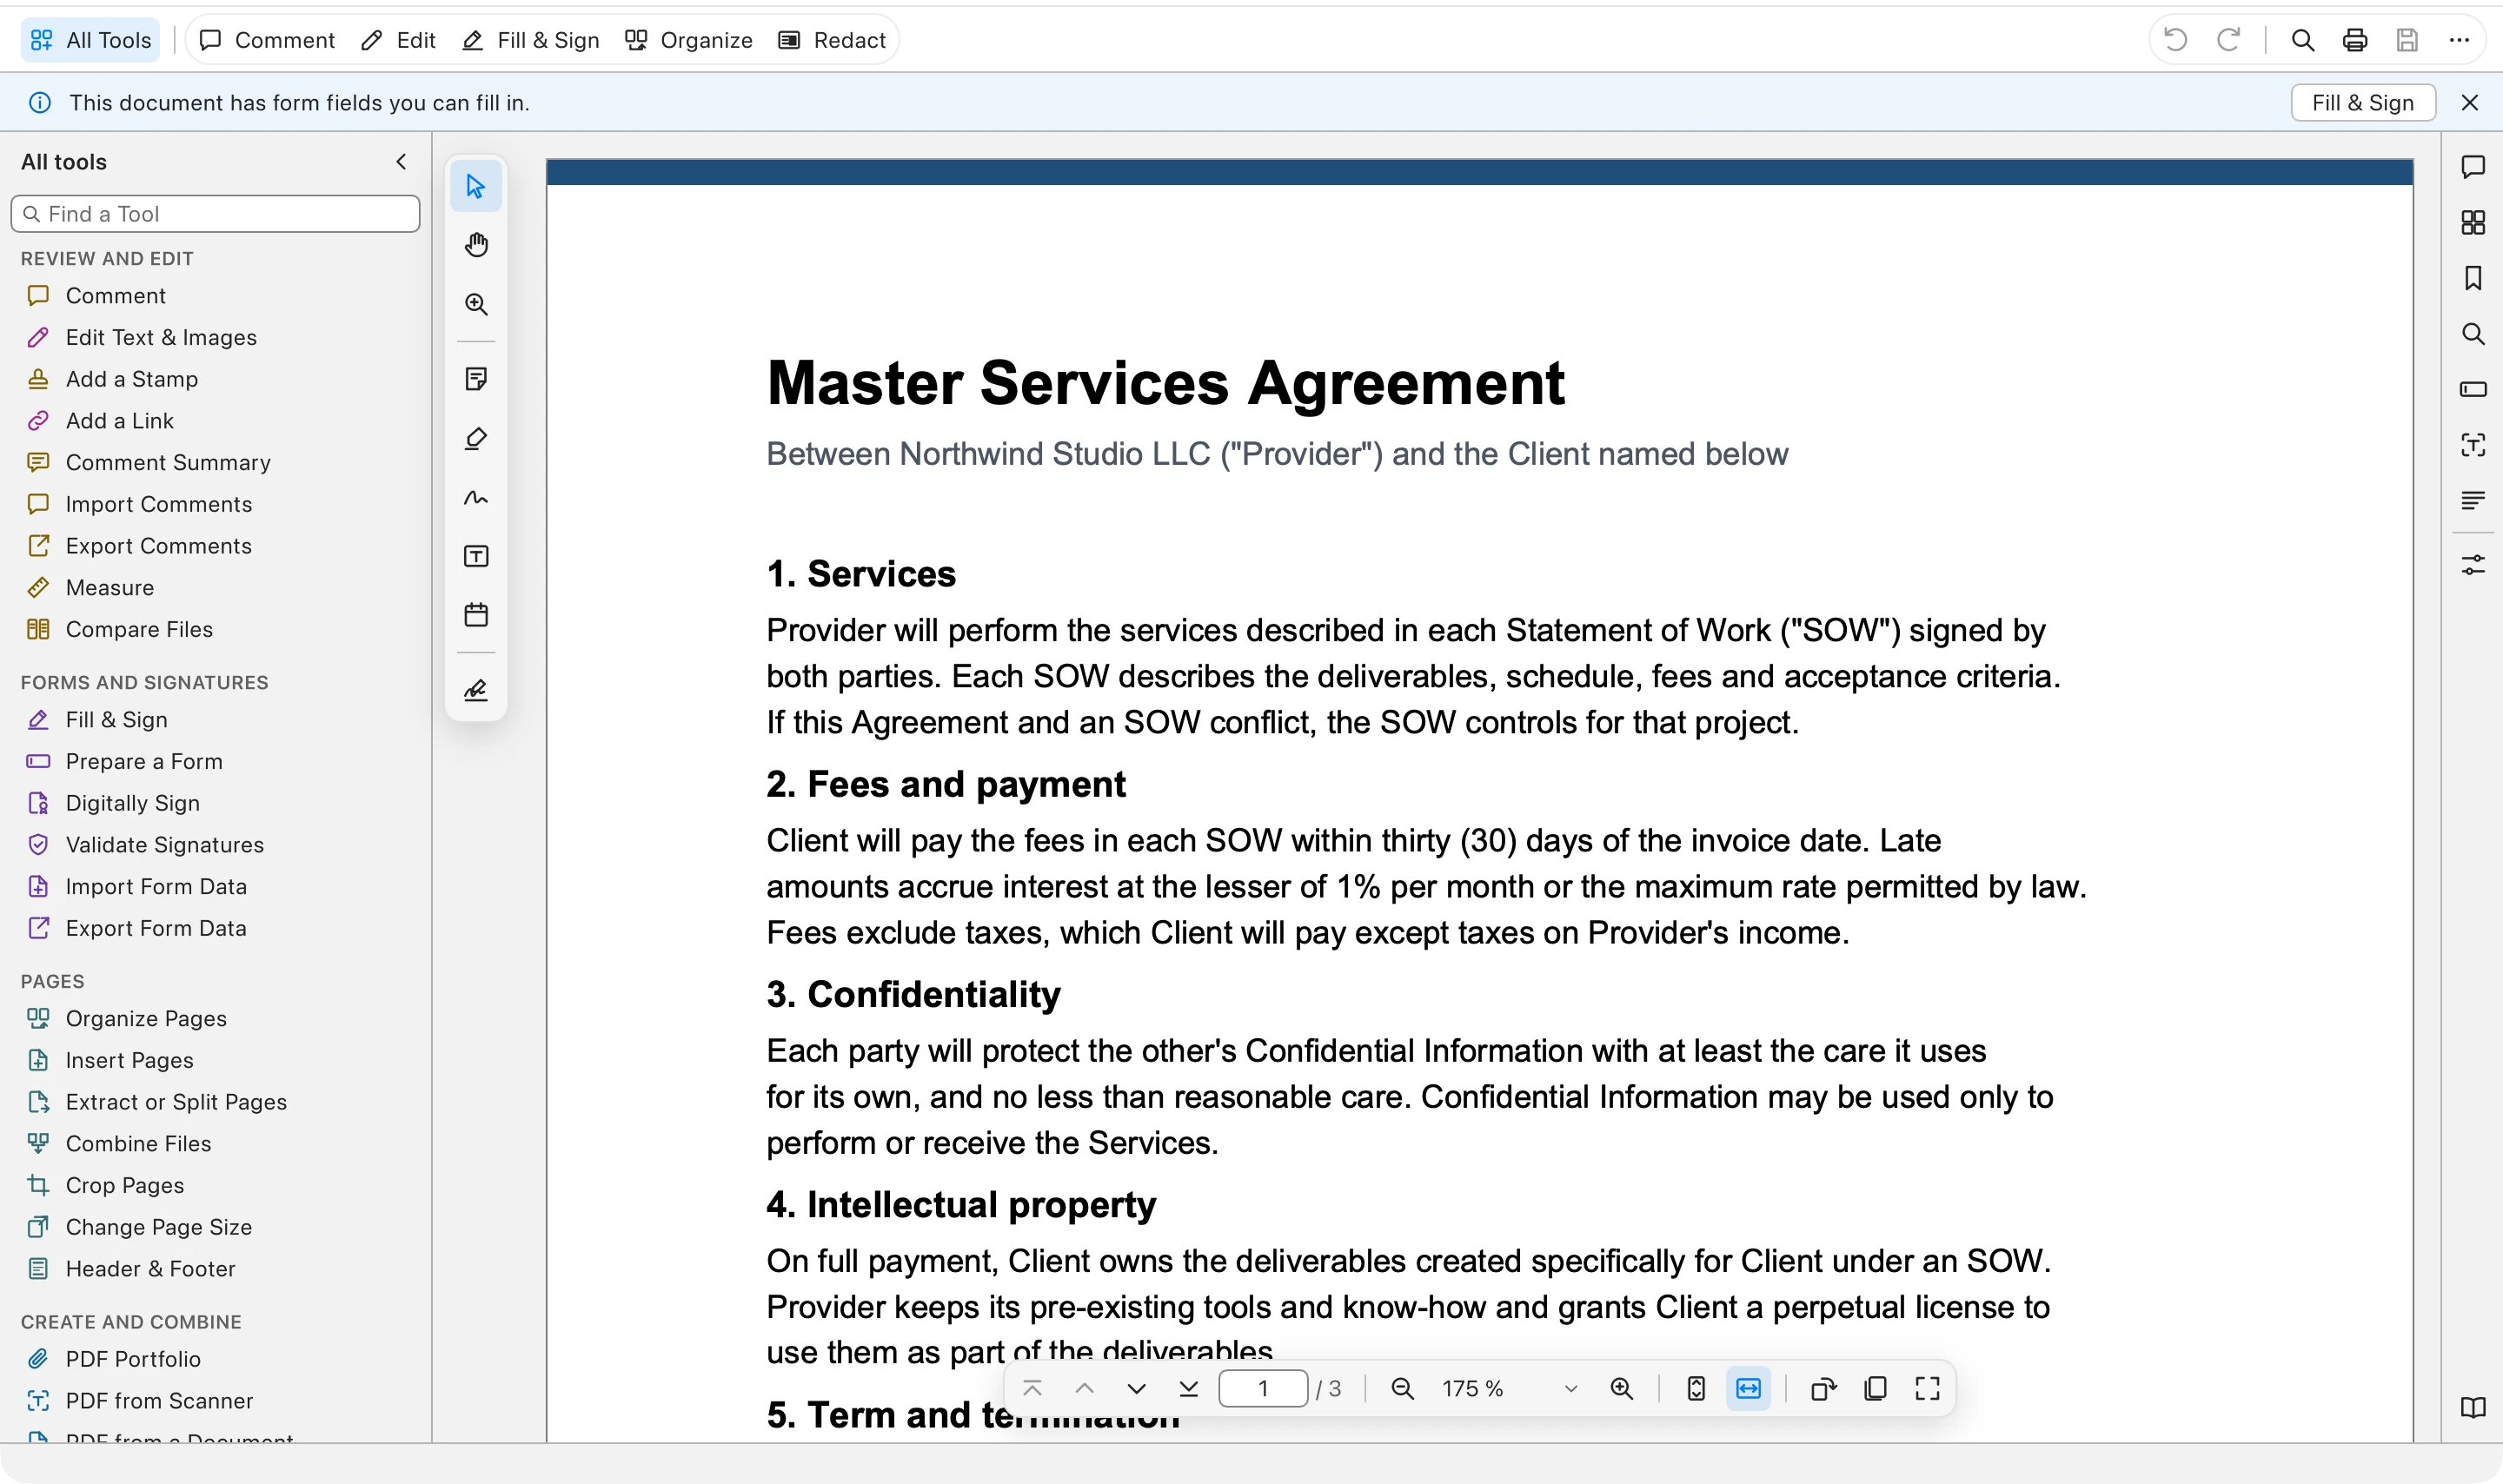 All Tools
Comment
Edit
Fill & Sign
Organize
Redact
This document has form fields you can fill in.
Fill & Sign
All tools
Find a Tool
REVIEW AND EDIT
Comment
Edit Text & Images
Add a Stamp
Add a Link
Comment Summary
Import Comments
Export Comments
Measure
Compare Files
FORMS AND SIGNATURES
Fill & Sign
Prepare a Form
Digitally Sign
Validate Signatures
Import Form Data
Export Form Data
PAGES
Organize Pages
Insert Pages
Extract or Split Pages
Combine Files
Crop Pages
Change Page Size
Header & Footer
CREATE AND COMBINE
PDF Portfolio
PDF from Scanner
PDF from a Document
Master Services Agreement
Between Northwind Studio LLC ("Provider") and the Client named below
1. Services
Provider will perform the services described in each Statement of Work ("SOW") signed by
both parties. Each SOW describes the deliverables, schedule, fees and acceptance criteria.
If this Agreement and an SOW conflict, the SOW controls for that project.
2. Fees and payment
Client will pay the fees in each SOW within thirty (30) days of the invoice date. Late
amounts accrue interest at the lesser of 1% per month or the maximum rate permitted by law.
Fees exclude taxes, which Client will pay except taxes on Provider's income.
3. Confidentiality
Each party will protect the other's Confidential Information with at least the care it uses
for its own, and no less than reasonable care. Confidential Information may be used only to
perform or receive the Services.
4. Intellectual property
On full payment, Client owns the deliverables created specifically for Client under an SOW.
Provider keeps its pre-existing tools and know-how and grants Client a perpetual license to
use them as part of the deliverables
5. Term and termination
1 / 3
175 %